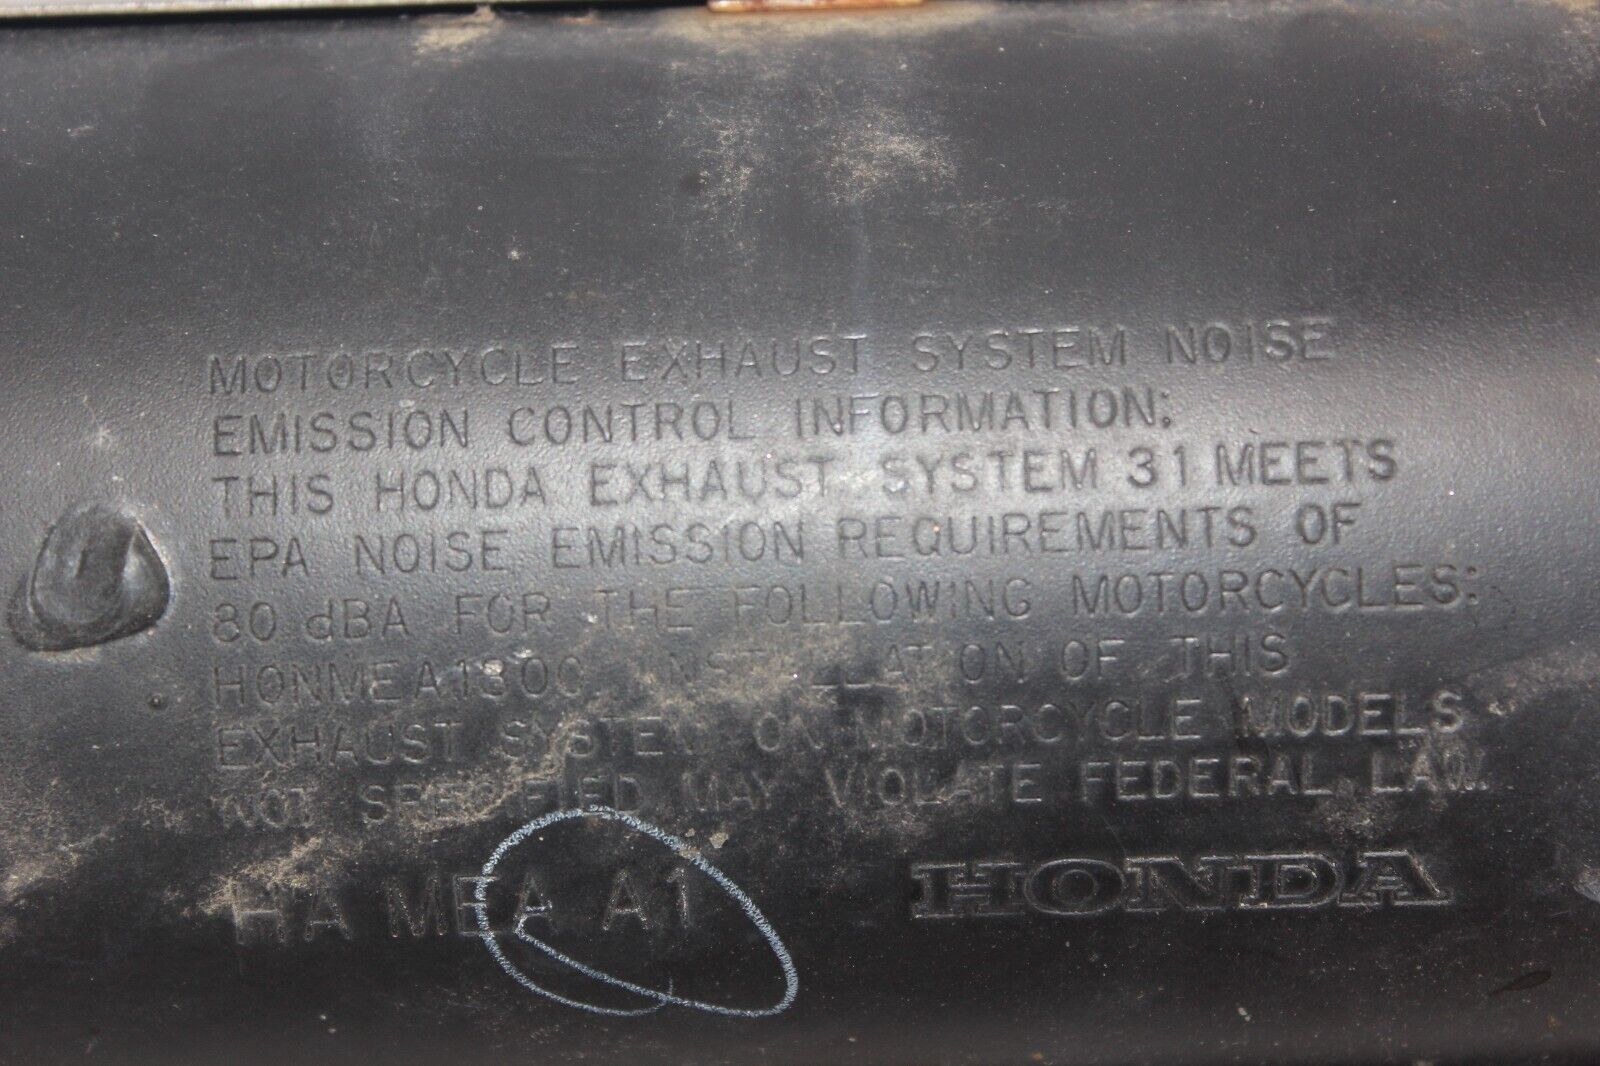 MOTORCYCLE EXHAUST SYSTEM NOISE
EMISSION CONTROL INFORMATION:
THIS HONDA EXHAUST SYSTEM 31 MEETS
EPA NOISE EMISSION REQUIREMENTS OF
80 dBA FOR THE FOLLOWING MOTORCYCLES:
HONMEA1300. INSTALLATION OF THIS
EXHAUST SYSTEM ON MOTORCYCLE MODELS
NOT SPECIFIED MAY VIOLATE FEDERAL LAW.
HA MEA A1
HONDA